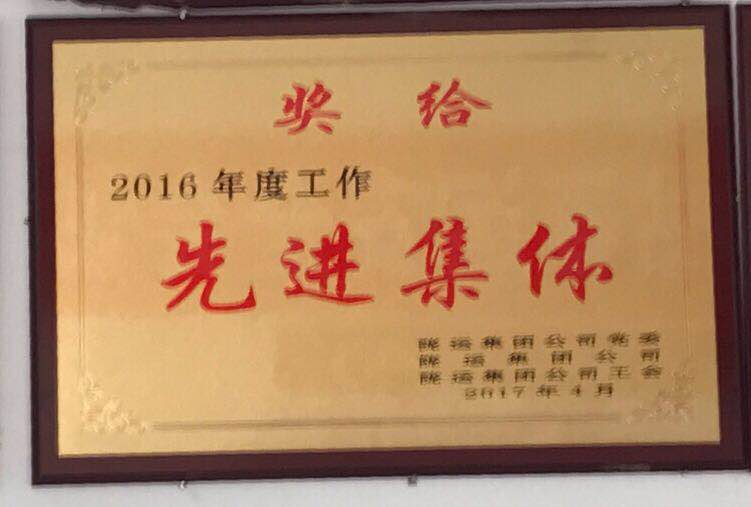 奖给
2016年度工作
先进集体
陇运集团公司党委
陇运集团公司
陇运集团公司工会
2017年4月